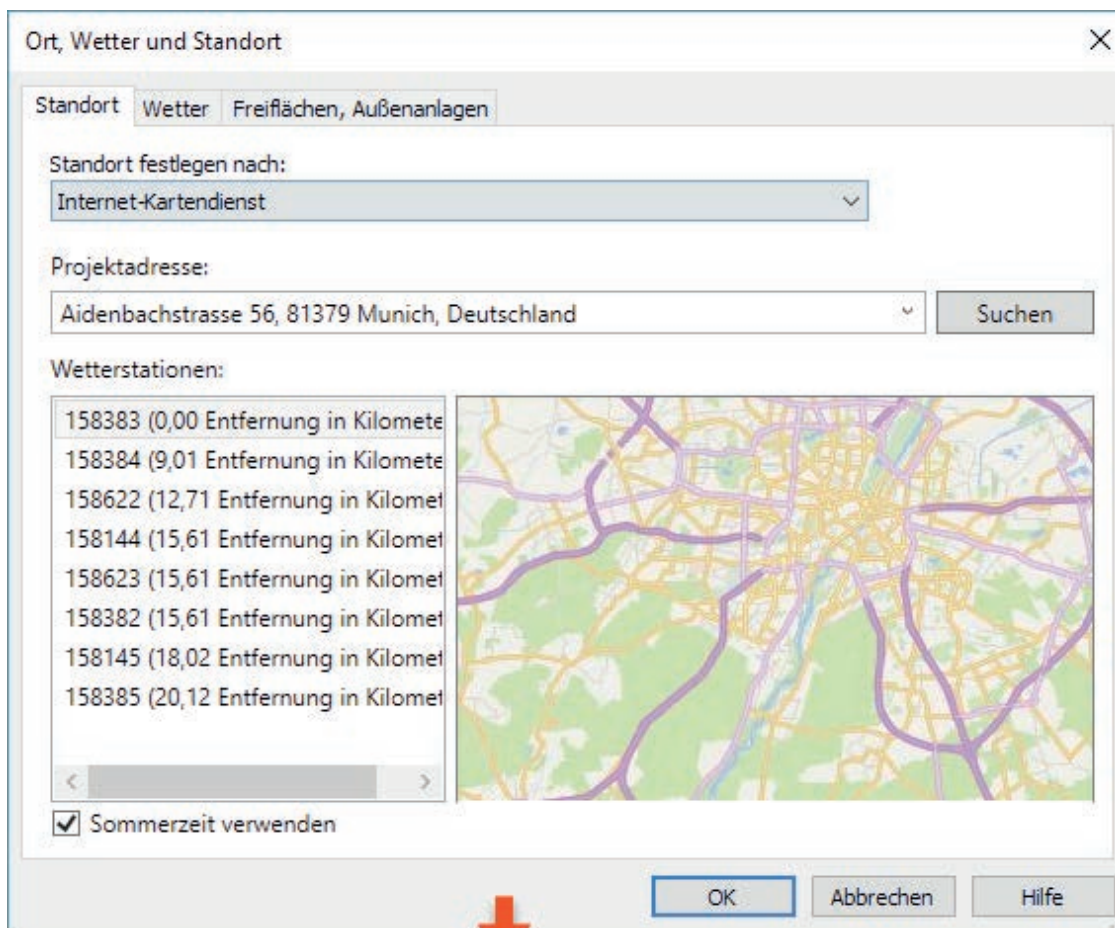 Ort, Wetter und Standort
Standort Wetter Freiflächen, Außenanlagen
Standort festlegen nach:
Internet-Kartendienst
Projektadresse:
Aidenbachstrasse 56, 81379 Munich, Deutschland Suchen
Wetterstationen:
158383 (0,00 Entfernung in Kilomete
158384 (9,01 Entfernung in Kilomete
158622 (12,71 Entfernung in Kilomet
158144 (15,61 Entfernung in Kilomet
158623 (15,61 Entfernung in Kilomet
158382 (15,61 Entfernung in Kilomet
158145 (18,02 Entfernung in Kilomet
158385 (20,12 Entfernung in Kilomet
Sommerzeit verwenden
OK Abbrechen Hilfe